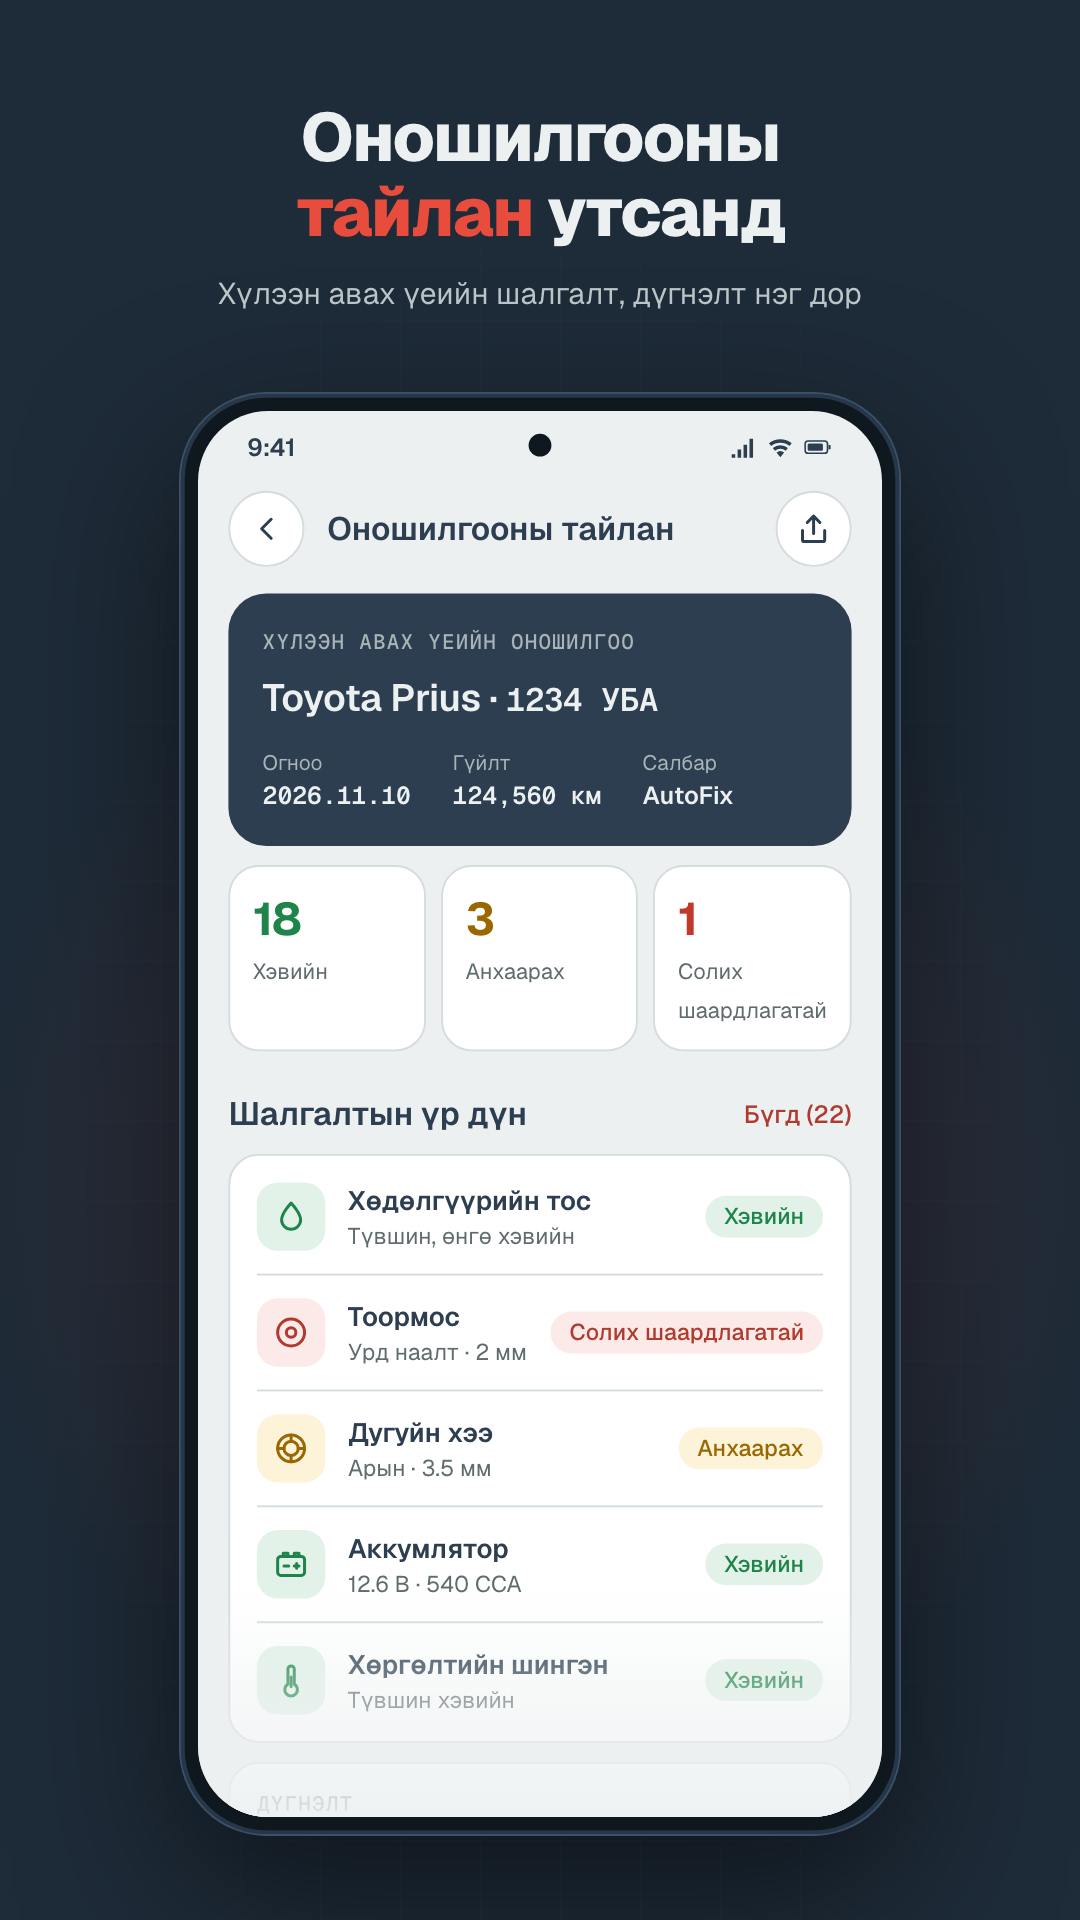 Оношилгооны
тайлан утсанд
Хүлээн авах үеийн шалгалт, дүгнэлт нэг дор
9:41
Оношилгооны тайлан
ХҮЛЭЭН АВАХ ҮЕИЙН ОНОШИЛГОО
Toyota Prius · 1234 УБА
Огноо Гүйлт Салбар
2026.11.10 124,560 км AutoFix
18 3 1
Хэвийн Анхаарах Солих
шаардлагатай
Шалгалтын үр дүн Бүгд (22)
Хөдөлгүүрийн тос
Түвшин, өнгө хэвийн
Хэвийн
Тоормос
Урд наалт · 2 мм
Солих шаардлагатай
Дугуйн хээ
Арын · 3.5 мм
Анхаарах
Аккумлятор
12.6 В · 540 CCA
Хэвийн
Хөргөлтийн шингэн
Түвшин хэвийн
Хэвийн
ДҮГНЭЛТ